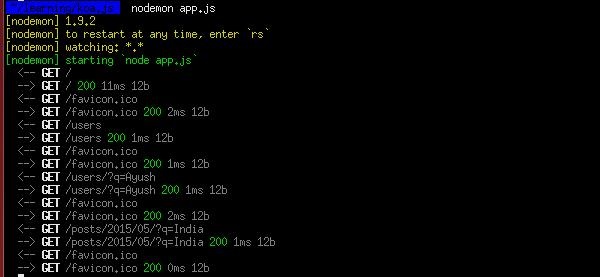 ~/learning/koa.js nodemon app.js
[nodemon] 1.9.2
[nodemon] to restart at any time, enter `rs`
[nodemon] watching: *.*
[nodemon] starting `node app.js`
<-- GET /
--> GET / 200 11ms 12b
<-- GET /favicon.ico
--> GET /favicon.ico 200 2ms 12b
<-- GET /users
--> GET /users 200 1ms 12b
<-- GET /favicon.ico
--> GET /favicon.ico 200 1ms 12b
<-- GET /users/?q=Ayush
--> GET /users/?q=Ayush 200 1ms 12b
<-- GET /favicon.ico
--> GET /favicon.ico 200 2ms 12b
<-- GET /posts/2015/05/?q=India
--> GET /posts/2015/05/?q=India 200 1ms 12b
<-- GET /favicon.ico
--> GET /favicon.ico 200 0ms 12b